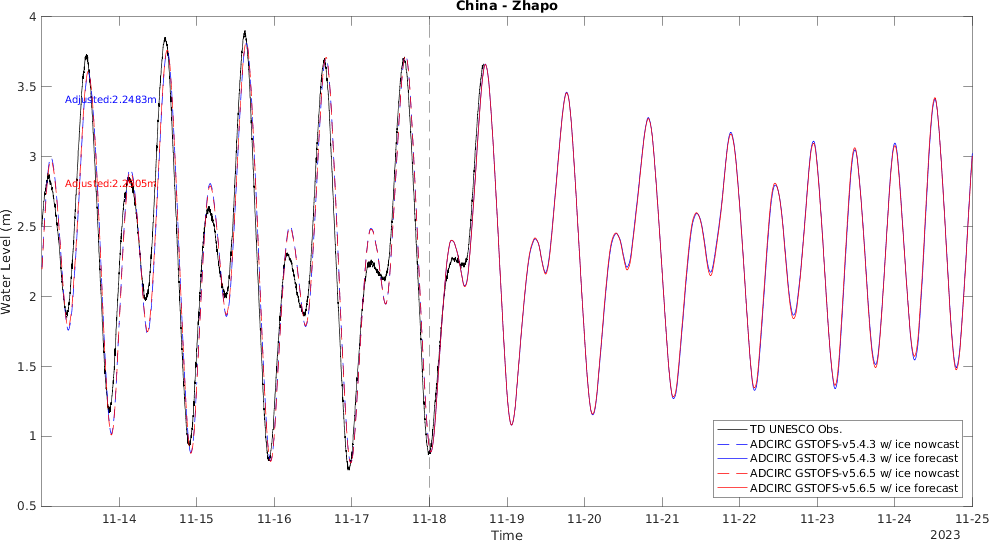 China - Zhapo
Water Level (m)
4
3.5
3
2.5
2
1.5
1
0.5
Adjusted:2.2483m
TD UNESCO Obs.
ADCIRC GSTOFS-v5.4.3 w/ ice nowcast
ADCIRC GSTOFS-v5.4.3 w/ ice forecast
ADCIRC GSTOFS-v5.6.5 w/ ice nowcast
ADCIRC GSTOFS-v5.6.5 w/ ice forecast
11-14 11-15 11-16 11-17 11-18 11-19 11-20 11-21 11-22 11-23 11-24 11-25
Time
2023